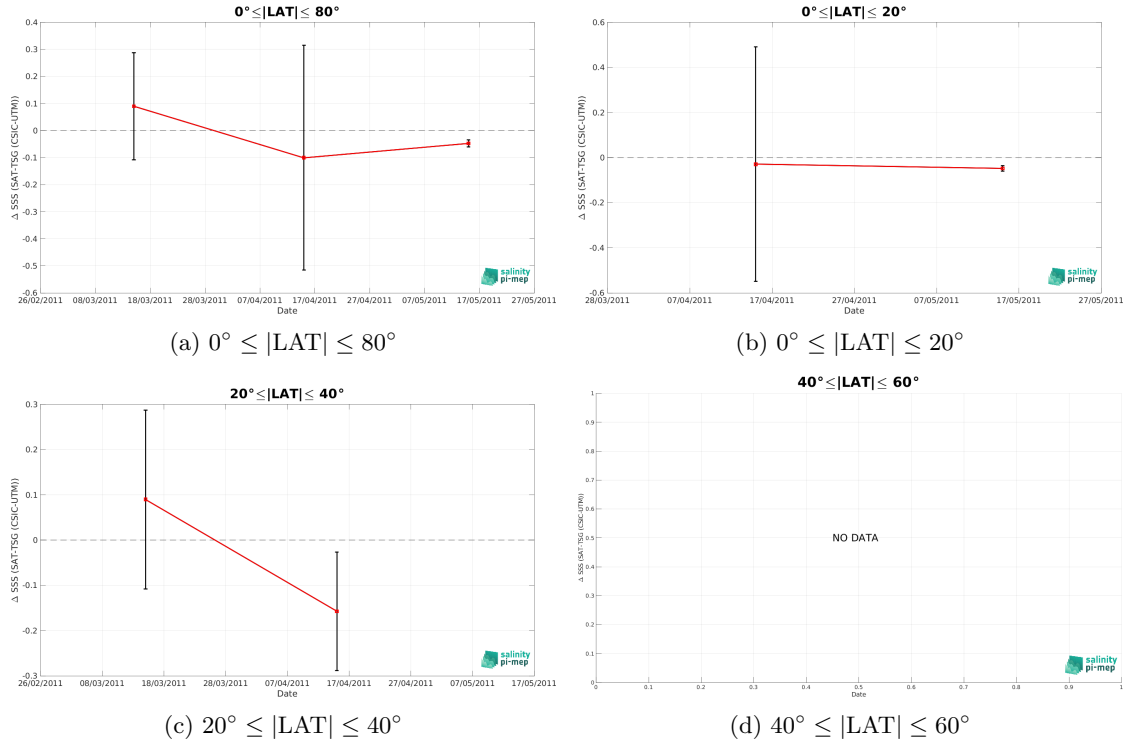 0°≤|LAT|≤ 80°
Δ SSS (SAT-TSG (CSIC-UTM))
0.4
0.3
0.2
0.1
0
-0.1
-0.2
-0.3
-0.4
-0.5
-0.6
26/02/2011 08/03/2011 18/03/2011 28/03/2011 07/04/2011 17/04/2011 27/04/2011 07/05/2011 17/05/2011 27/05/2011
Date
salinity
pi-mep
(a) 0° ≤ |LAT| ≤ 80°
0°≤|LAT|≤ 20°
Δ SSS (SAT-TSG (CSIC-UTM))
0.6
0.4
0.2
0
-0.2
-0.4
-0.6
28/03/2011 07/04/2011 17/04/2011 27/04/2011 07/05/2011 17/05/2011 27/05/2011
Date
salinity
pi-mep
(b) 0° ≤ |LAT| ≤ 20°
20°≤|LAT|≤ 40°
Δ SSS (SAT-TSG (CSIC-UTM))
0.3
0.2
0.1
0
-0.1
-0.2
-0.3
26/02/2011 08/03/2011 18/03/2011 28/03/2011 07/04/2011 17/04/2011 27/04/2011 07/05/2011 17/05/2011
Date
salinity
pi-mep
(c) 20° ≤ |LAT| ≤ 40°
40°≤|LAT|≤ 60°
Δ SSS (SAT-TSG (CSIC-UTM))
1
0.9
0.8
0.7
0.6
0.5
0.4
0.3
0.2
0.1
0
NO DATA
0 0.1 0.2 0.3 0.4 0.5 0.6 0.7 0.8 0.9 1
Date
salinity
pi-mep
(d) 40° ≤ |LAT| ≤ 60°